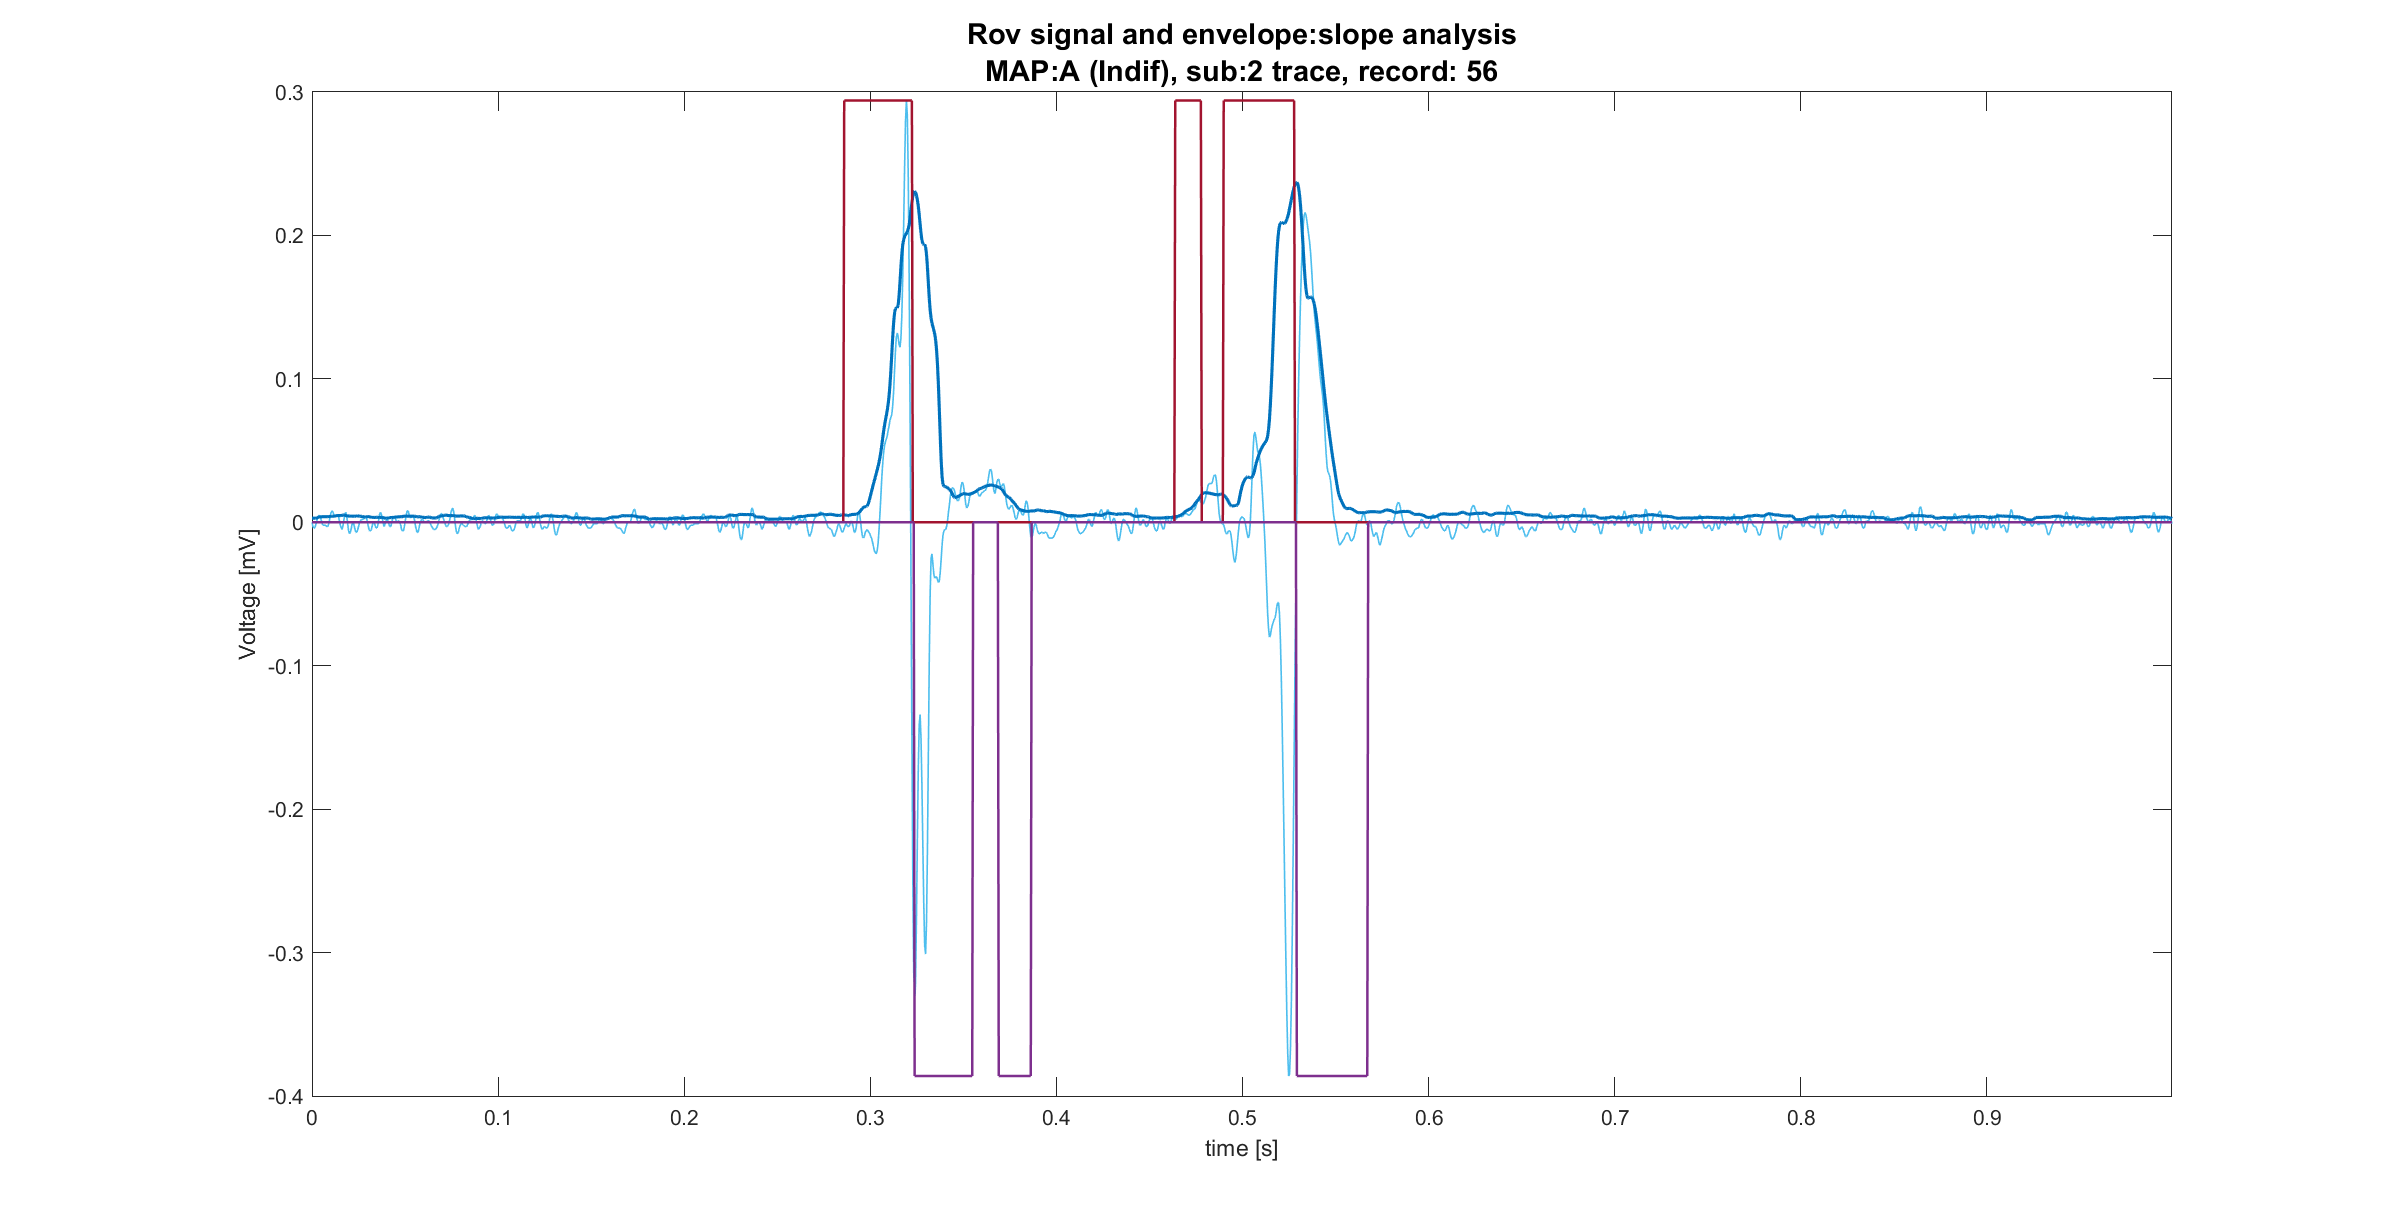 Rov signal and envelope:slope analysis
MAP:A (Indif), sub:2 trace, record: 56
0.3
0.2
0.1
0
-0.1
-0.2
-0.3
-0.4
Voltage [mV]
0 0.1 0.2 0.3 0.4 0.5 0.6 0.7 0.8 0.9
time [s]